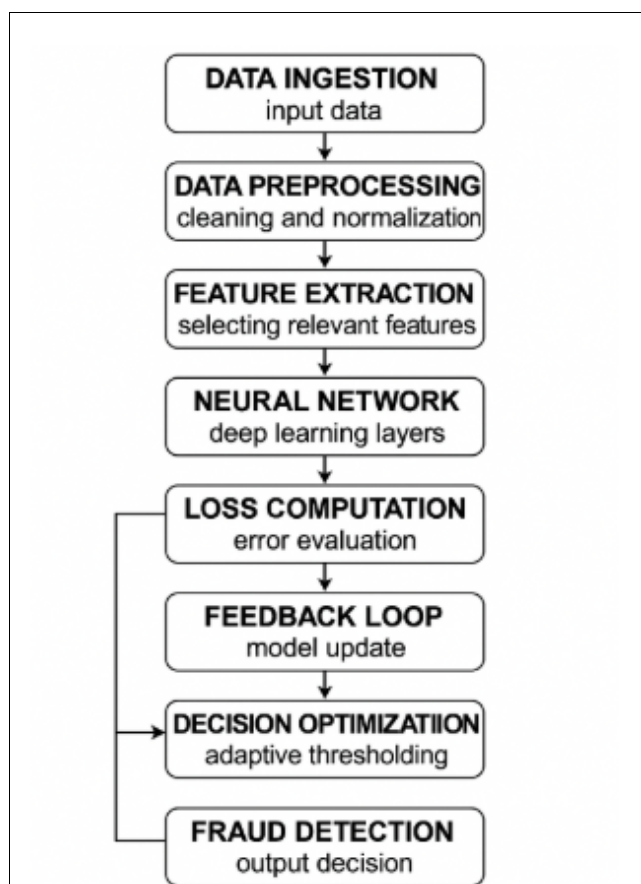 DATA INGESTION
input data
DATA PREPROCESSING
cleaning and normalization
FEATURE EXTRACTION
selecting relevant features
NEURAL NETWORK
deep learning layers
LOSS COMPUTATION
error evaluation
FEEDBACK LOOP
model update
DECISION OPTIMIZATIION
adaptive thresholding
FRAUD DETECTION
output decision